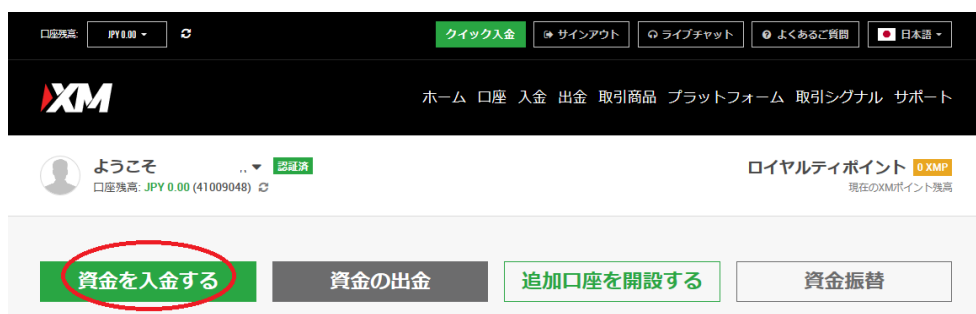 口座残高: JPY 0.00 クイック入金 サインアウト ライブチャット よくあるご質問 日本語
XM
ホーム 口座 入金 出金 取引商品 プラットフォーム 取引シグナル サポート
ようこそ ,, 認証済
口座残高: JPY 0.00 (41009048)
ロイヤルティポイント 0 XMP
現在のXMポイント残高
資金を入金する 資金の出金 追加口座を開設する 資金振替